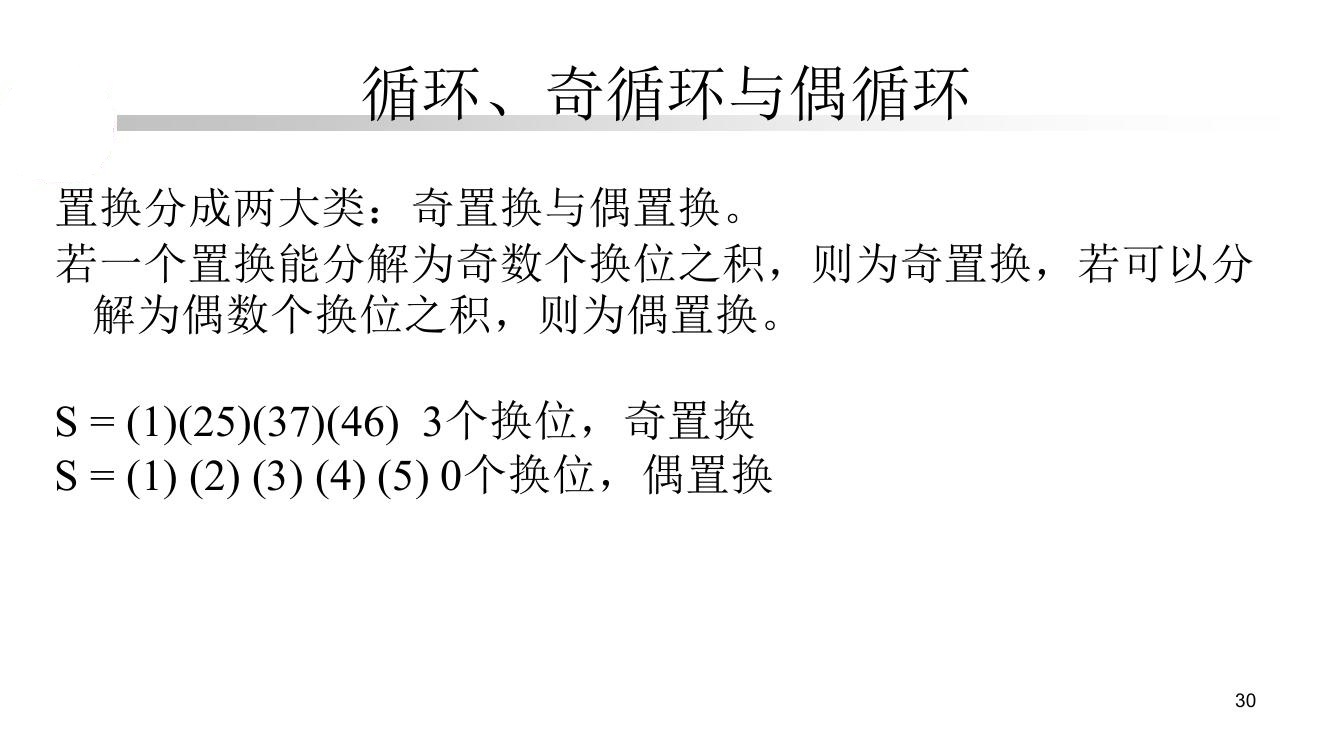 循环、奇循环与偶循环
置换分成两大类：奇置换与偶置换。
若一个置换能分解为奇数个换位之积，则为奇置换，若可以分
解为偶数个换位之积，则为偶置换。
S = (1)(25)(37)(46)  3个换位，奇置换
S = (1) (2) (3) (4) (5) 0个换位，偶置换
30